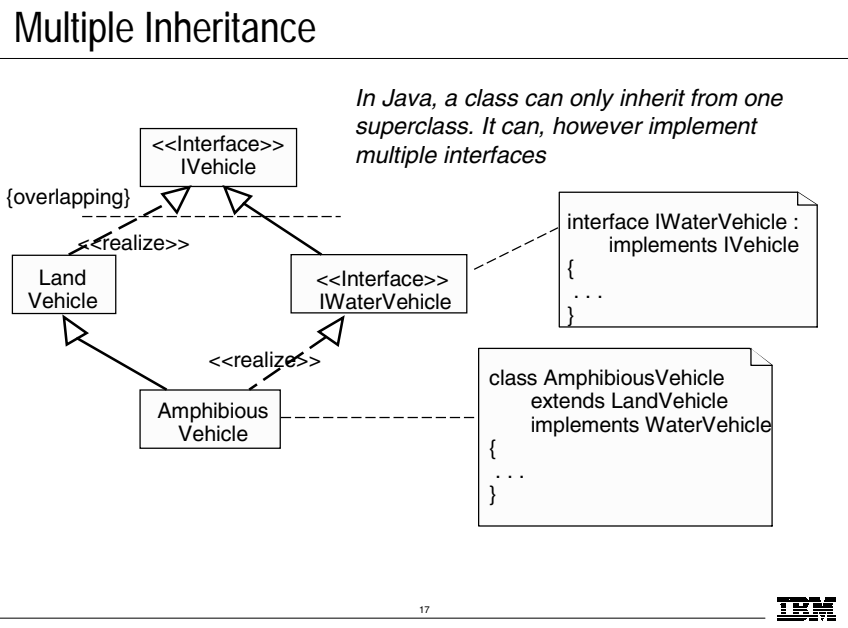 Multiple Inheritance
In Java, a class can only inherit from one
superclass. It can, however implement
multiple interfaces
<<Interface>>
IVehicle
{overlapping}
<<realize>>
Land
Vehicle
<<Interface>>
IWaterVehicle
interface IWaterVehicle :
implements IVehicle
{
. . .
}
<<realize>>
Amphibious
Vehicle
class AmphibiousVehicle
extends LandVehicle
implements WaterVehicle
{
. . .
}
17
IBM